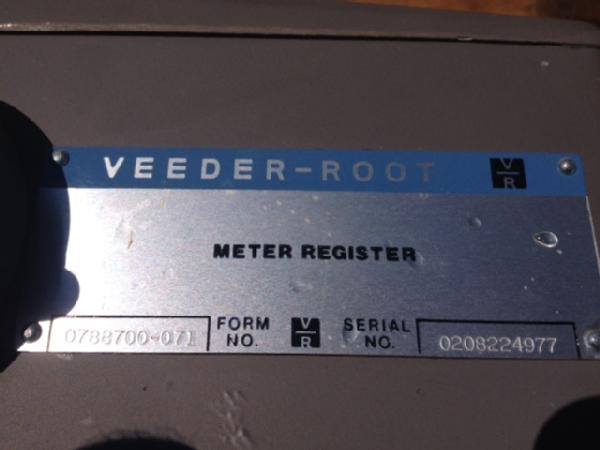 VEEDER-ROOT V/R
METER REGISTER
0788700-071 FORM NO. V/R SERIAL NO. 0208224977